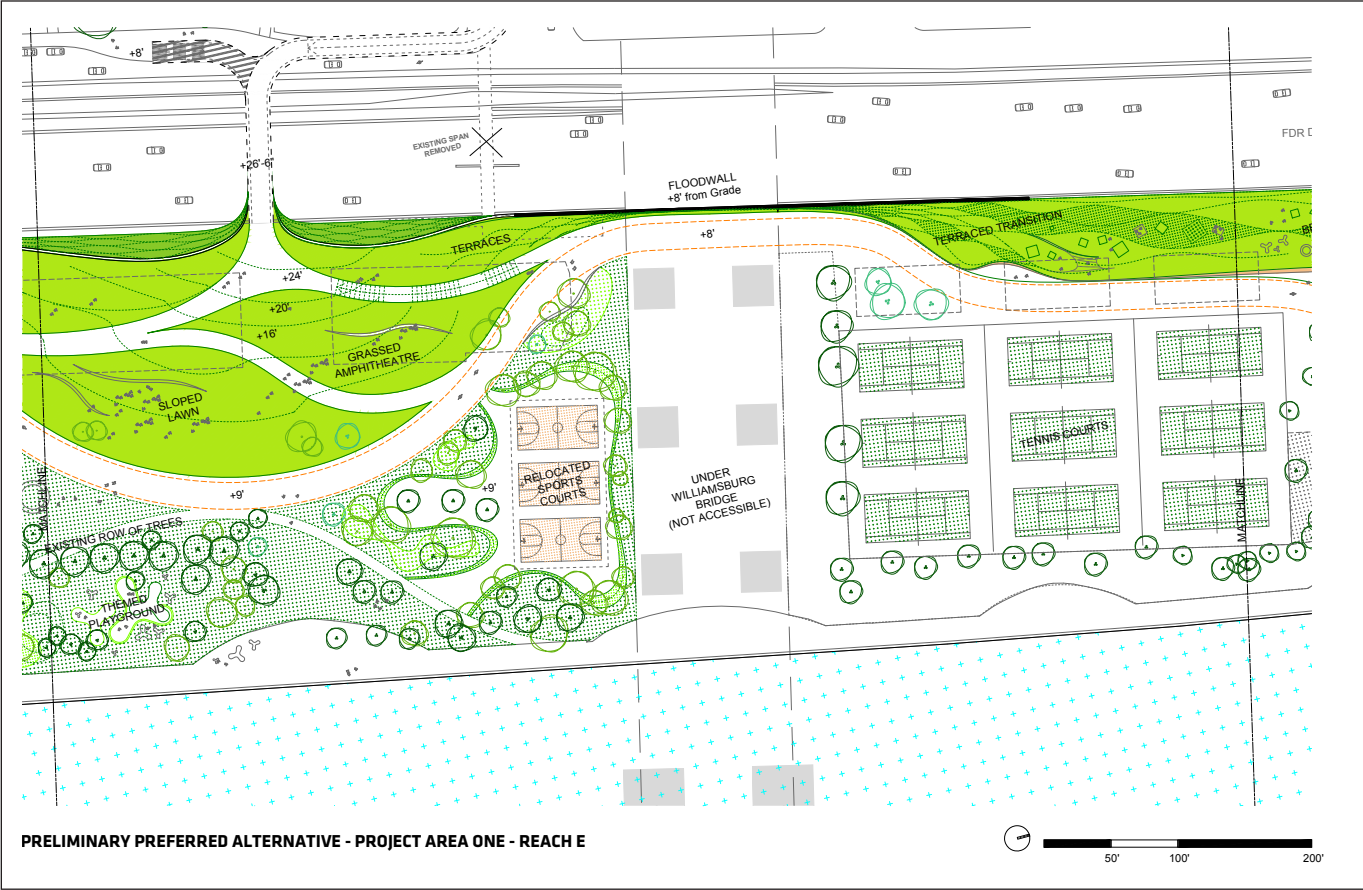 +8'
EXISTING SPAN
REMOVED
+26'-6"
FDR D
FLOODWALL
+8' from Grade
TERRACES
+8'
TERRACED TRANSITION
BE
+24'
+20'
+16'
GRASSED
AMPHITHEATRE
SLOPED
LAWN
TENNIS COURTS
RELOCATED
SPORTS
COURTS
+9'
+9'
UNDER
WILLIAMSBURG
BRIDGE
(NOT ACCESSIBLE)
MATCHLINE
MATCHLINE
EXISTING ROW OF TREES
THEMED
PLAYGROUND
PRELIMINARY PREFERRED ALTERNATIVE - PROJECT AREA ONE - REACH E
50' 100' 200'